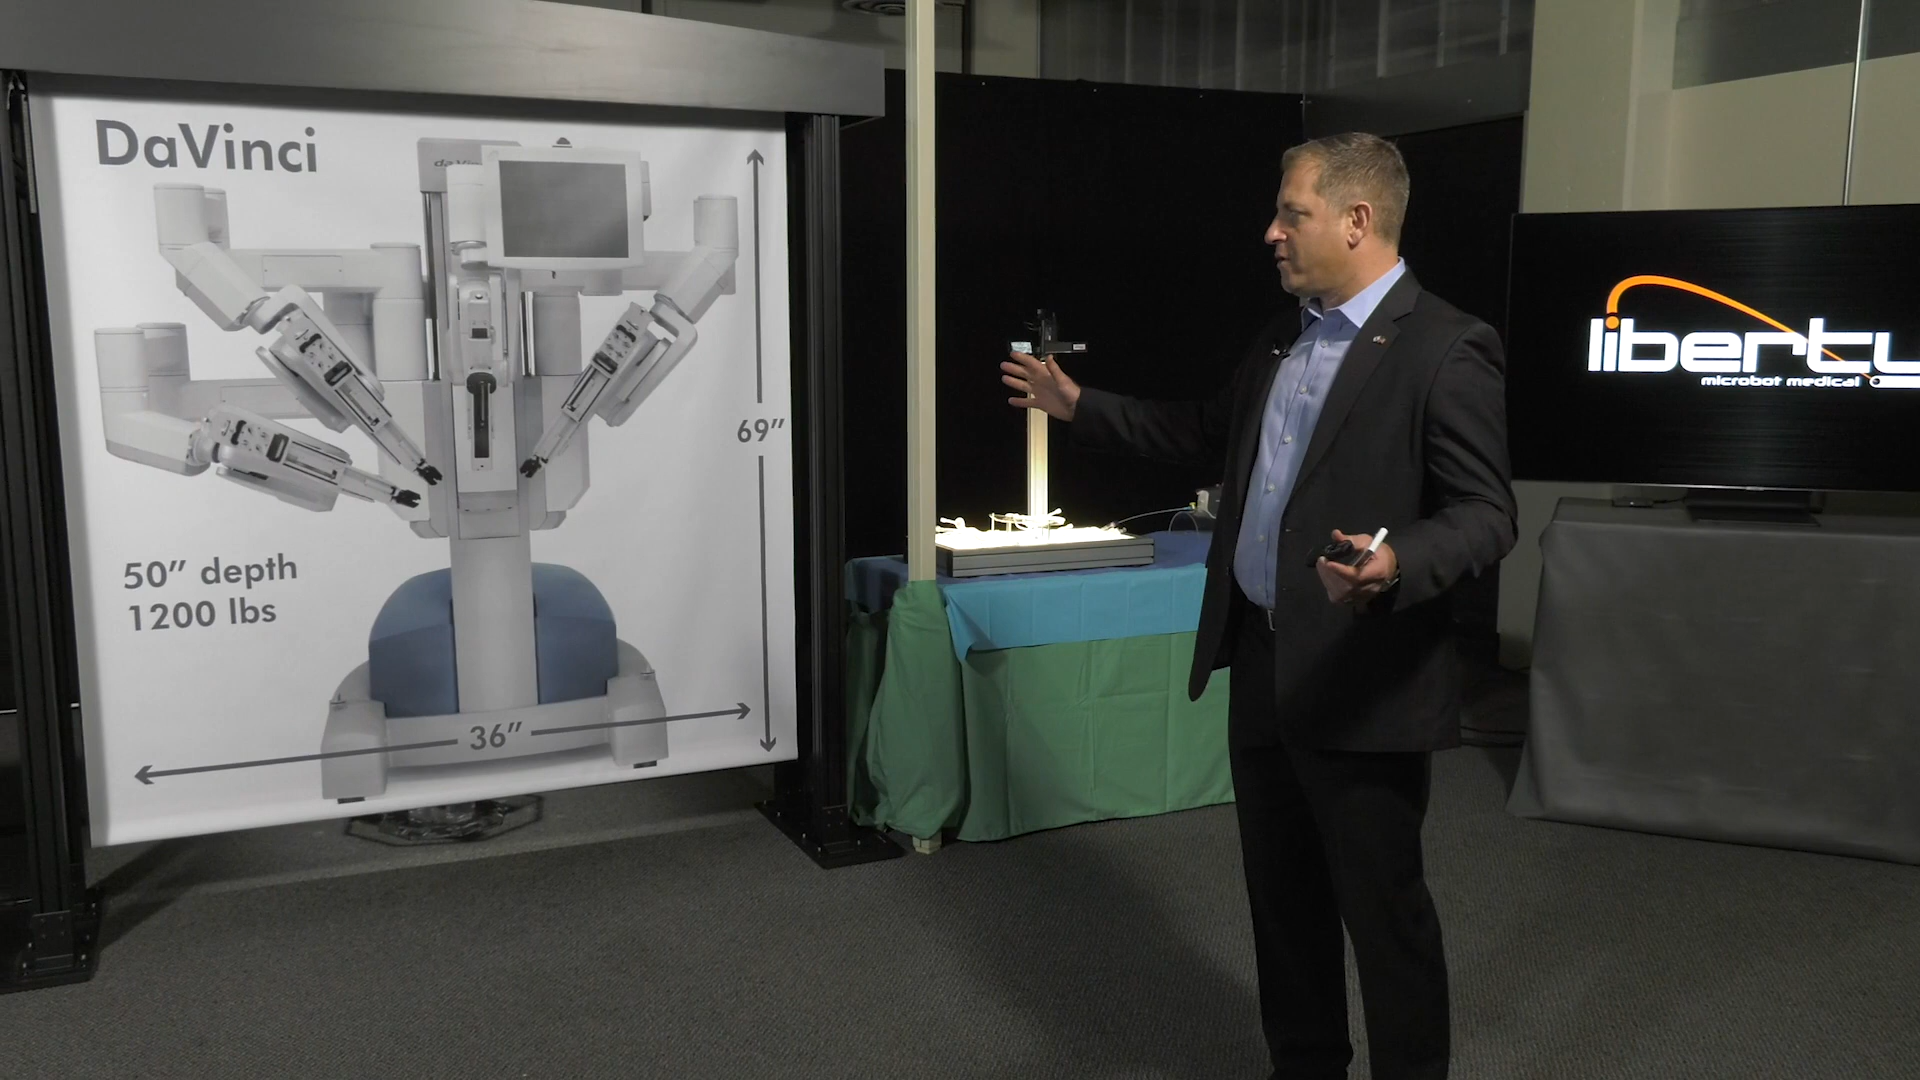 DaVinci
69”
50” depth
1200 lbs
36”
liberty
microbot medical